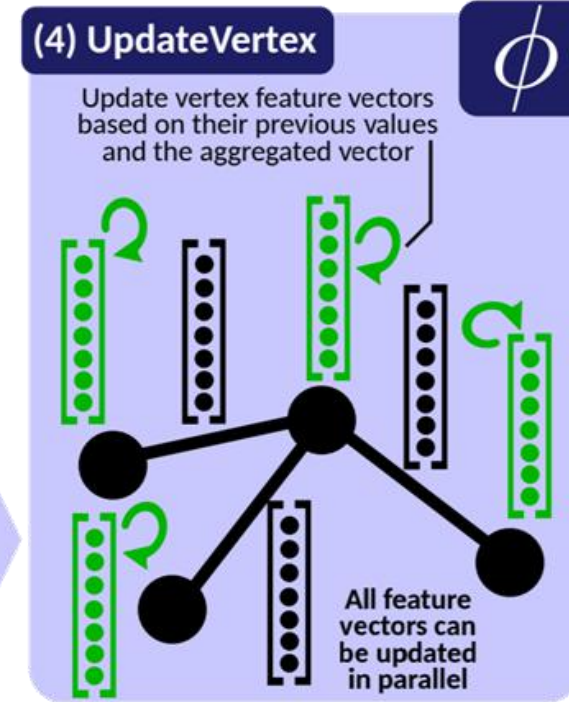 (4) UpdateVertex
ϕ
Update vertex feature vectors
based on their previous values
and the aggregated vector
All feature
vectors can
be updated
in parallel